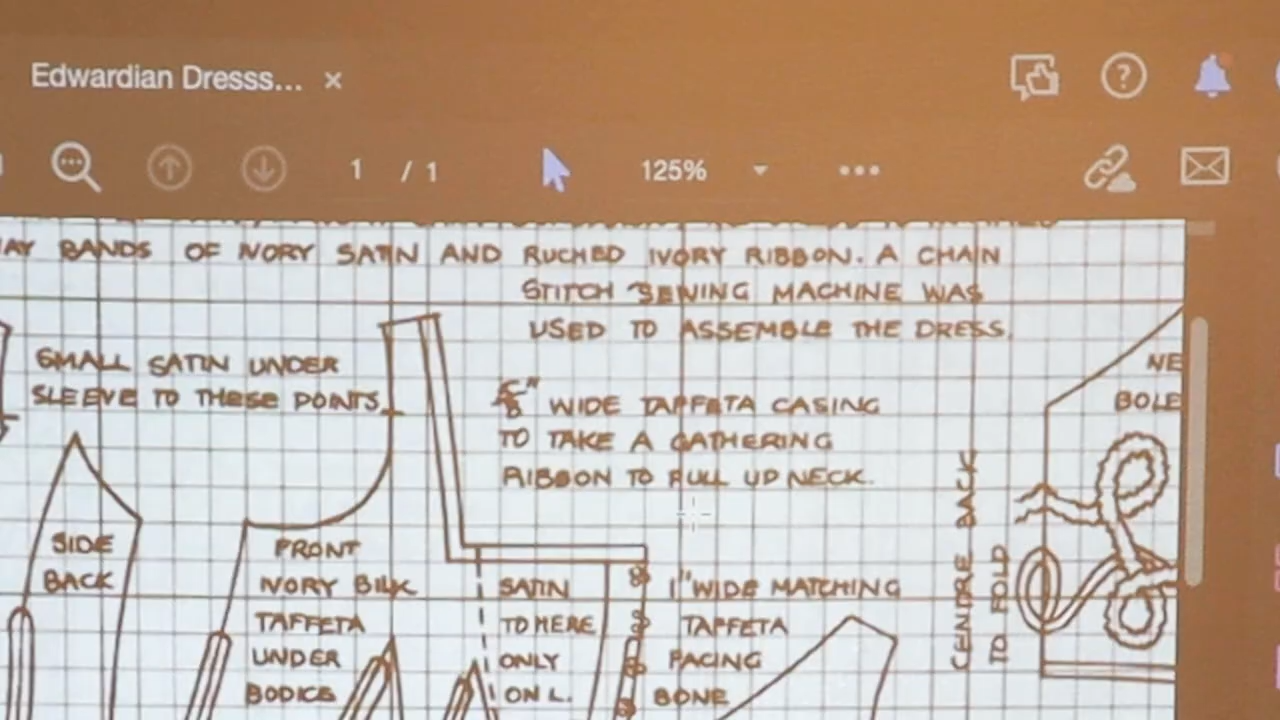 Edwardian Dresss...
1 / 1
125%
BANDS OF IVORY SATIN AND RUCHED IVORY RIBBON. A CHAIN
STITCH SEWING MACHINE WAS
USED TO ASSEMBLE THE DRESS.
SMALL SATIN UNDER
SLEEVE TO THESE POINTS
5/8" WIDE TAFFETA CASING
TO TAKE A GATHERING
RIBBON TO PULL UP NECK.
NE
BOLE
CENTRE BACK
TO FOLD
SIDE
BACK
FRONT
IVORY SILK
TAFFETA
UNDER
BODICE
SATIN
TO HERE
ONLY
ON L.
1" WIDE MATCHING
TAFFETA
FACING
BONE